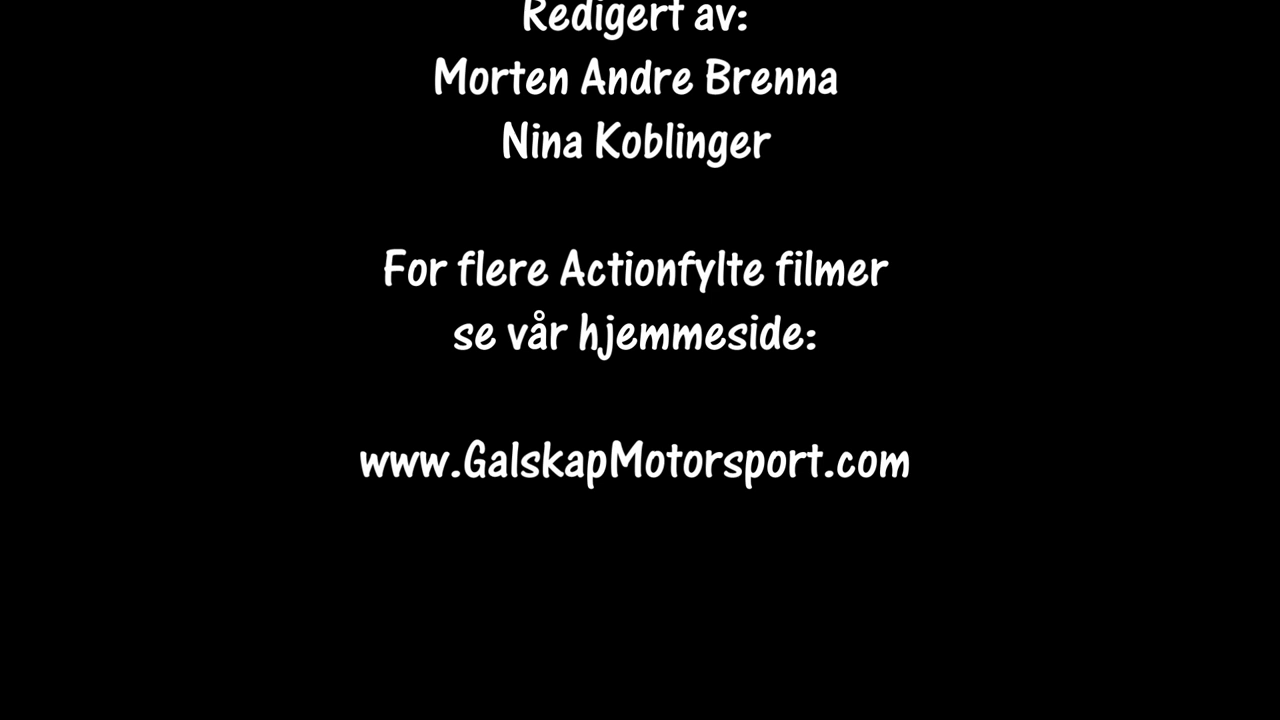 Redigert av:
Morten Andre Brenna
Nina Koblinger
For flere Actionfylte filmer
se vår hjemmeside:
www.GalskapMotorsport.com